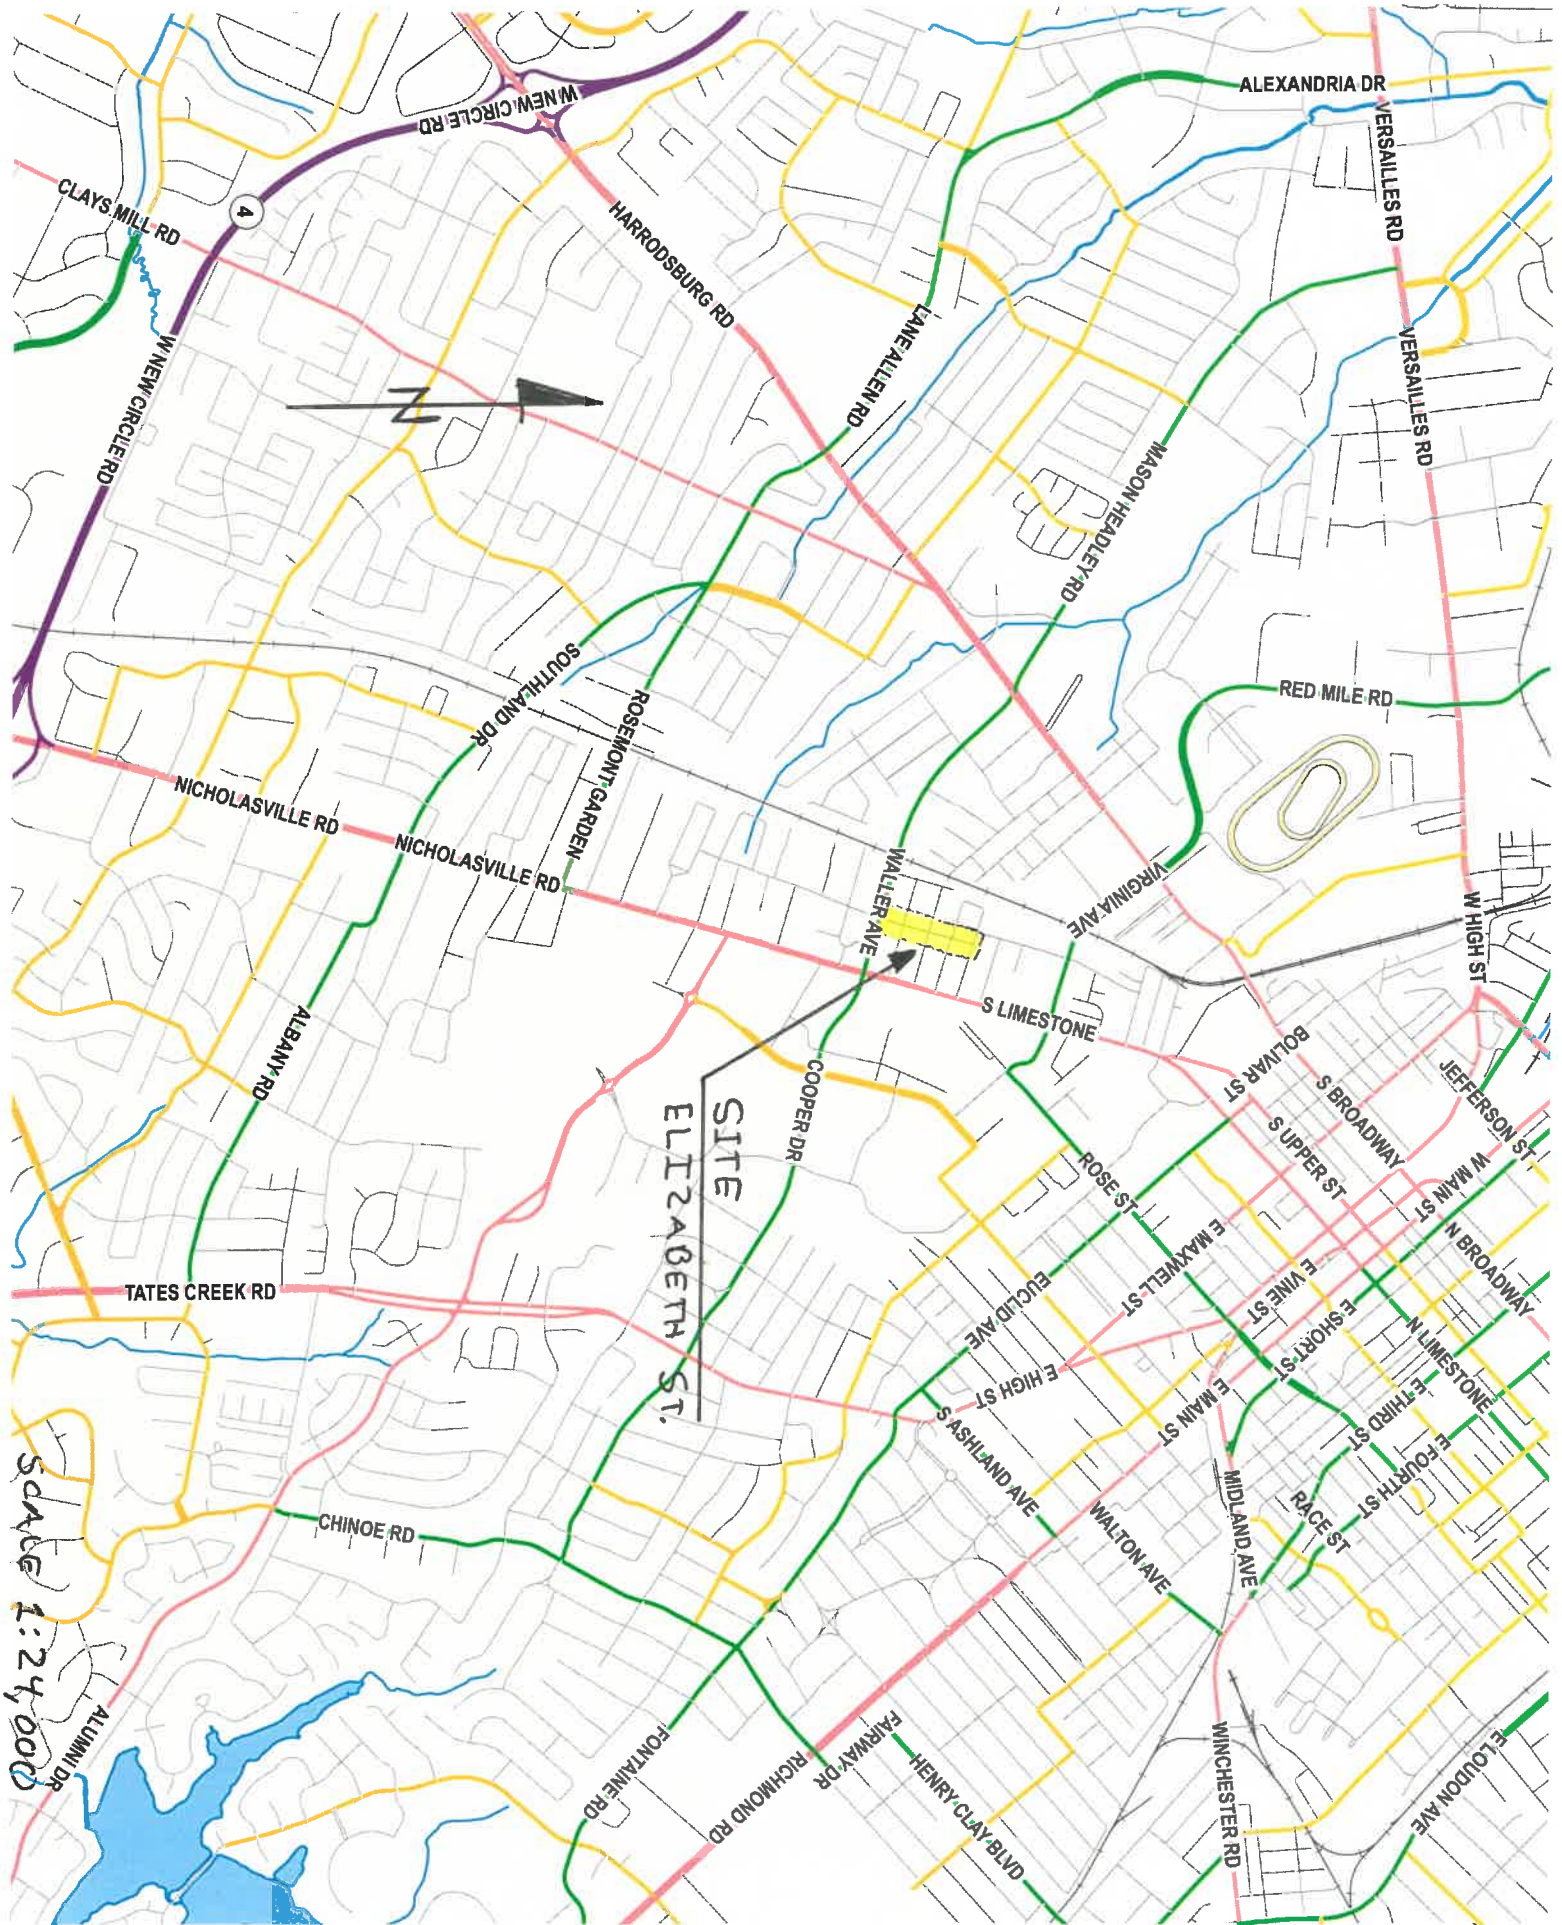 ALEXANDRIA DR
W NEW CIRCLE RD
VERSAILLES RD
CLAYS MILL RD
4
HARRODSBURG RD
LANE ALLEN RD
VERSAILLES RD
W NEW CIRCLE RD
N
MASON HEADLEY RD
SOUTHLAND DR
RED MILE RD
ROSEMONT GARDEN
NICHOLASVILLE RD
NICHOLASVILLE RD
WALLER AVE
VIRGINIA AVE
W HIGH ST
S LIMESTONE
ALBANY RD
COOPER DR
BOLIVAR ST
S BROADWAY
JEFFERSON ST
SITE
ELIZABETH ST.
S UPPER ST
W MAIN ST
ROSE ST
E MAXWELL ST
N BROADWAY
E VINE ST
TATES CREEK RD
EUCLID AVE
E SHORT ST
N LIMESTONE
E HIGH ST
E MAIN ST
E THIRD ST
S ASHLAND AVE
E FOURTH ST
MIDLAND AVE
RACE ST
WALTON AVE
CHINOE RD
SCALE 1:24,000
ALUMNI DR
FONTAINE RD
RICHMOND RD
FAIRWAY DR
HENRY CLAY BLVD
WINCHESTER RD
E LOUDON AVE